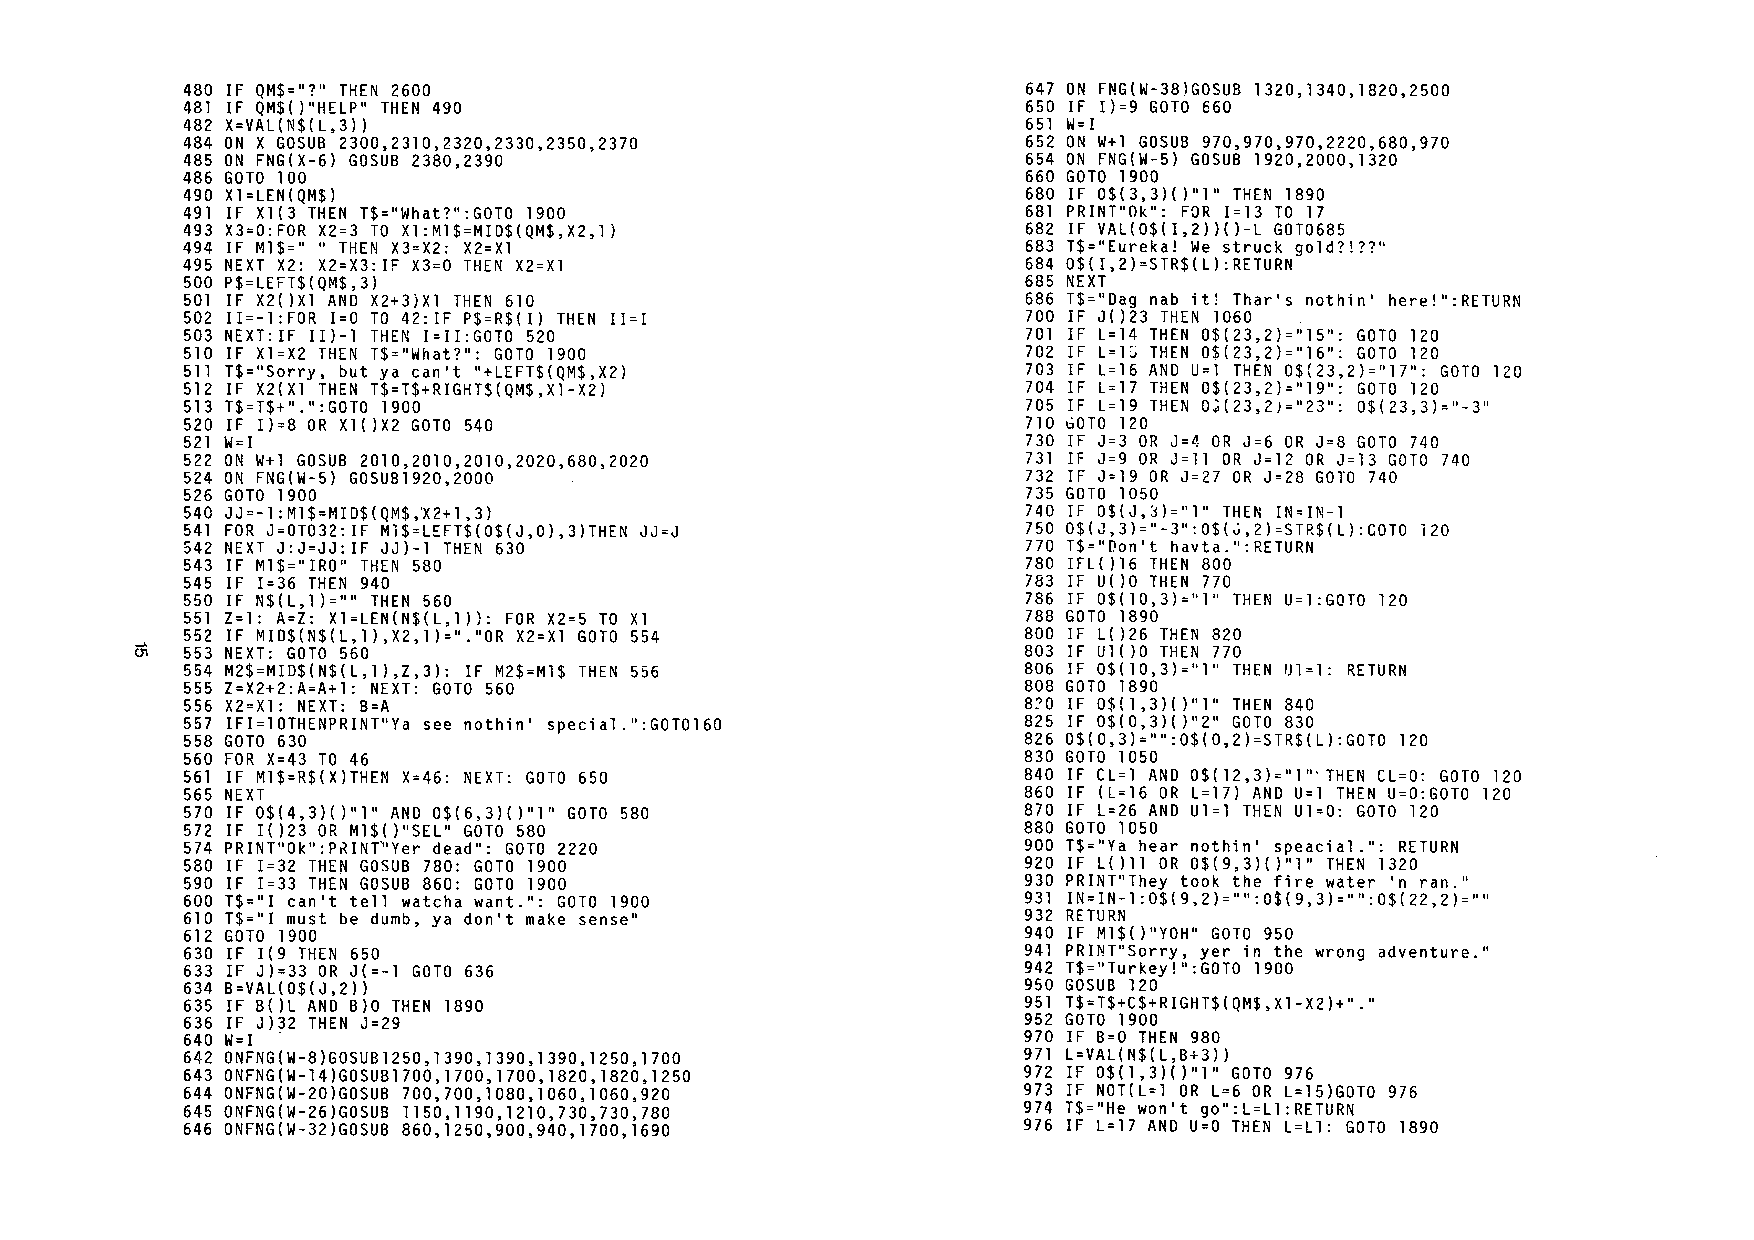 480 IF QM$="?" THEN 2600
481 IF QM$()"HELP" THEN 490
482 X=VAL(N$(L,3))
484 ON X GOSUB 2300,2310,2320,2330,2350,2370
485 ON FNG(X-6) GOSUB 2380,2390
486 GOTO 100
490 X1=LEN(QM$)
491 IF X1(3 THEN T$="What?":GOTO 1900
493 X3=0:FOR X2=3 TO X1:M1$=MID$(QM$,X2,1)
494 IF M1$=" " THEN X3=X2: X2=X1
495 NEXT X2: X2=X3:IF X3=0 THEN X2=X1
500 P$=LEFT$(QM$,3)
501 IF X2()X1 AND X2+3)X1 THEN 610
502 II=-1:FOR I=0 TO 42:IF P$=R$(I) THEN II=I
503 NEXT:IF II)-1 THEN I=II:GOTO 520
510 IF X1=X2 THEN T$="What?": GOTO 1900
511 T$="Sorry, but ya can't "+LEFT$(QM$,X2)
512 IF X2(X1 THEN T$=T$+RIGHT$(QM$,X1-X2)
513 T$=T$+".":GOTO 1900
520 IF I)=8 OR X1()X2 GOTO 540
521 W=I
522 ON W+1 GOSUB 2010,2010,2010,2020,680,2020
524 ON FNG(W-5) GOSUB1920,2000
526 GOTO 1900
540 JJ=-1:M1$=MID$(QM$,X2+1,3)
541 FOR J=0TO32:IF M1$=LEFT$(O$(J,0),3)THEN JJ=J
542 NEXT J:J=JJ:IF JJ)-1 THEN 630
543 IF M1$="IRO" THEN 580
545 IF I=36 THEN 940
550 IF N$(L,1)="" THEN 560
551 Z=1: A=Z: X1=LEN(N$(L,1)): FOR X2=5 TO X1
552 IF MID$(N$(L,1),X2,1)="."OR X2=X1 GOTO 554
553 NEXT: GOTO 560
554 M2$=MID$(N$(L,1),Z,3): IF M2$=M1$ THEN 556
555 Z=X2+2:A=A+1: NEXT: GOTO 560
556 X2=X1: NEXT: B=A
557 IFI=10THENPRINT"Ya see nothin' special.":GOTO160
558 GOTO 630
560 FOR X=43 TO 46
561 IF M1$=R$(X)THEN X=46: NEXT: GOTO 650
565 NEXT
570 IF O$(4,3)()"1" AND O$(6,3)()"1" GOTO 580
572 IF I()23 OR M1$()"SEL" GOTO 580
574 PRINT"Ok":PRINT"Yer dead": GOTO 2220
580 IF I=32 THEN GOSUB 780: GOTO 1900
590 IF I=33 THEN GOSUB 860: GOTO 1900
600 T$="I can't tell watcha want.": GOTO 1900
610 T$="I must be dumb, ya don't make sense"
612 GOTO 1900
630 IF I(9 THEN 650
633 IF J)=33 OR J(=-1 GOTO 636
634 B=VAL(O$(J,2))
635 IF B()L AND B)0 THEN 1890
636 IF J)32 THEN J=29
640 W=I
642 ONFNG(W-8)GOSUB1250,1390,1390,1390,1250,1700
643 ONFNG(W-14)GOSUB1700,1700,1700,1820,1820,1250
644 ONFNG(W-20)GOSUB 700,700,1080,1060,1060,920
645 ONFNG(W-26)GOSUB 1150,1190,1210,730,730,780
646 ONFNG(W-32)GOSUB 860,1250,900,940,1700,1690
15
647 ON FNG(W-38)GOSUB 1320,1340,1820,2500
650 IF I)=9 GOTO 660
651 W=I
652 ON W+1 GOSUB 970,970,970,2220,680,970
654 ON FNG(W-5) GOSUB 1920,2000,1320
660 GOTO 1900
680 IF O$(3,3)()"1" THEN 1890
681 PRINT"Ok": FOR I=13 TO 17
682 IF VAL(O$(I,2))()-L GOTO685
683 T$="Eureka! We struck gold?!??"
684 O$(I,2)=STR$(L):RETURN
685 NEXT
686 T$="Dag nab it! Thar's nothin' here!":RETURN
700 IF J()23 THEN 1060
701 IF L=14 THEN O$(23,2)="15": GOTO 120
702 IF L=15 THEN O$(23,2)="16": GOTO 120
703 IF L=16 AND U=1 THEN O$(23,2)="17": GOTO 120
704 IF L=17 THEN O$(23,2)="19": GOTO 120
705 IF L=19 THEN O$(23,2)="23": O$(23,3)="-3"
710 GOTO 120
730 IF J=3 OR J=4 OR J=6 OR J=8 GOTO 740
731 IF J=9 OR J=11 OR J=12 OR J=13 GOTO 740
732 IF J=19 OR J=27 OR J=28 GOTO 740
735 GOTO 1050
740 IF O$(J,3)="1" THEN IN=IN-1
750 O$(J,3)="-3":O$(J,2)=STR$(L):GOTO 120
770 T$="Don't havta.":RETURN
780 IFL()16 THEN 800
783 IF U()0 THEN 770
786 IF O$(10,3)="1" THEN U=1:GOTO 120
788 GOTO 1890
800 IF L()26 THEN 820
803 IF U1()0 THEN 770
806 IF O$(10,3)="1" THEN U1=1: RETURN
808 GOTO 1890
820 IF O$(1,3)()"1" THEN 840
825 IF O$(0,3)()"2" GOTO 830
826 O$(0,3)="":O$(0,2)=STR$(L):GOTO 120
830 GOTO 1050
840 IF CL=1 AND O$(12,3)="1" THEN CL=0: GOTO 120
860 IF (L=16 OR L=17) AND U=1 THEN U=0:GOTO 120
870 IF L=26 AND U1=1 THEN U1=0: GOTO 120
880 GOTO 1050
900 T$="Ya hear nothin' speacial.": RETURN
920 IF L()11 OR O$(9,3)()"1" THEN 1320
930 PRINT"They took the fire water 'n ran."
931 IN=IN-1:O$(9,2)="":O$(9,3)="":O$(22,2)=""
932 RETURN
940 IF M1$()"YOH" GOTO 950
941 PRINT"Sorry, yer in the wrong adventure."
942 T$="Turkey!":GOTO 1900
950 GOSUB 120
951 T$=T$+C$+RIGHT$(QM$,X1-X2)+"."
952 GOTO 1900
970 IF B=0 THEN 980
971 L=VAL(N$(L,B+3))
972 IF O$(1,3)()"1" GOTO 976
973 IF NOT(L=1 OR L=6 OR L=15)GOTO 976
974 T$="He won't go":L=L1:RETURN
976 IF L=17 AND U=0 THEN L=L1: GOTO 1890